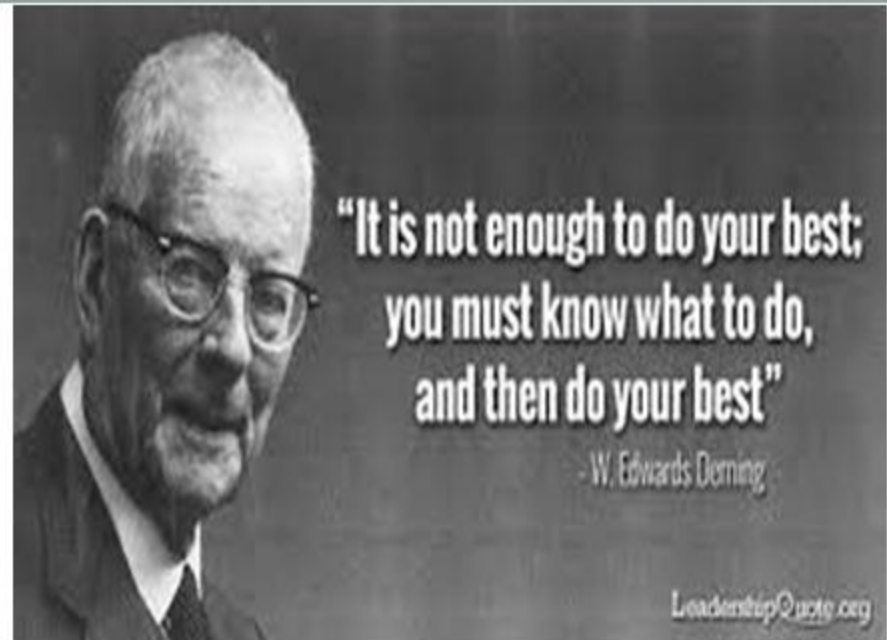 “It is not enough to do your best;
you must know what to do,
and then do your best”
- W. Edwards Deming
LeadershipQuote.org